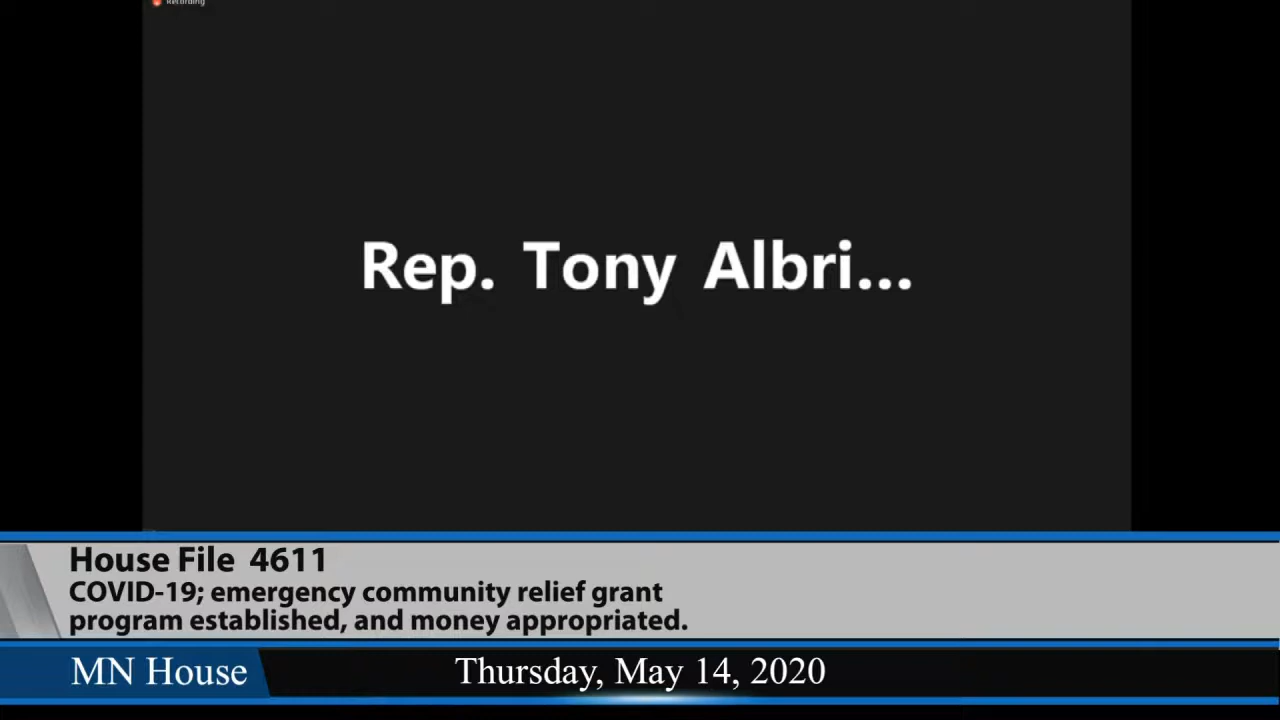 Recording
Rep. Tony Albri...
House File 4611
COVID-19; emergency community relief grant
program established, and money appropriated.
MN House
Thursday, May 14, 2020